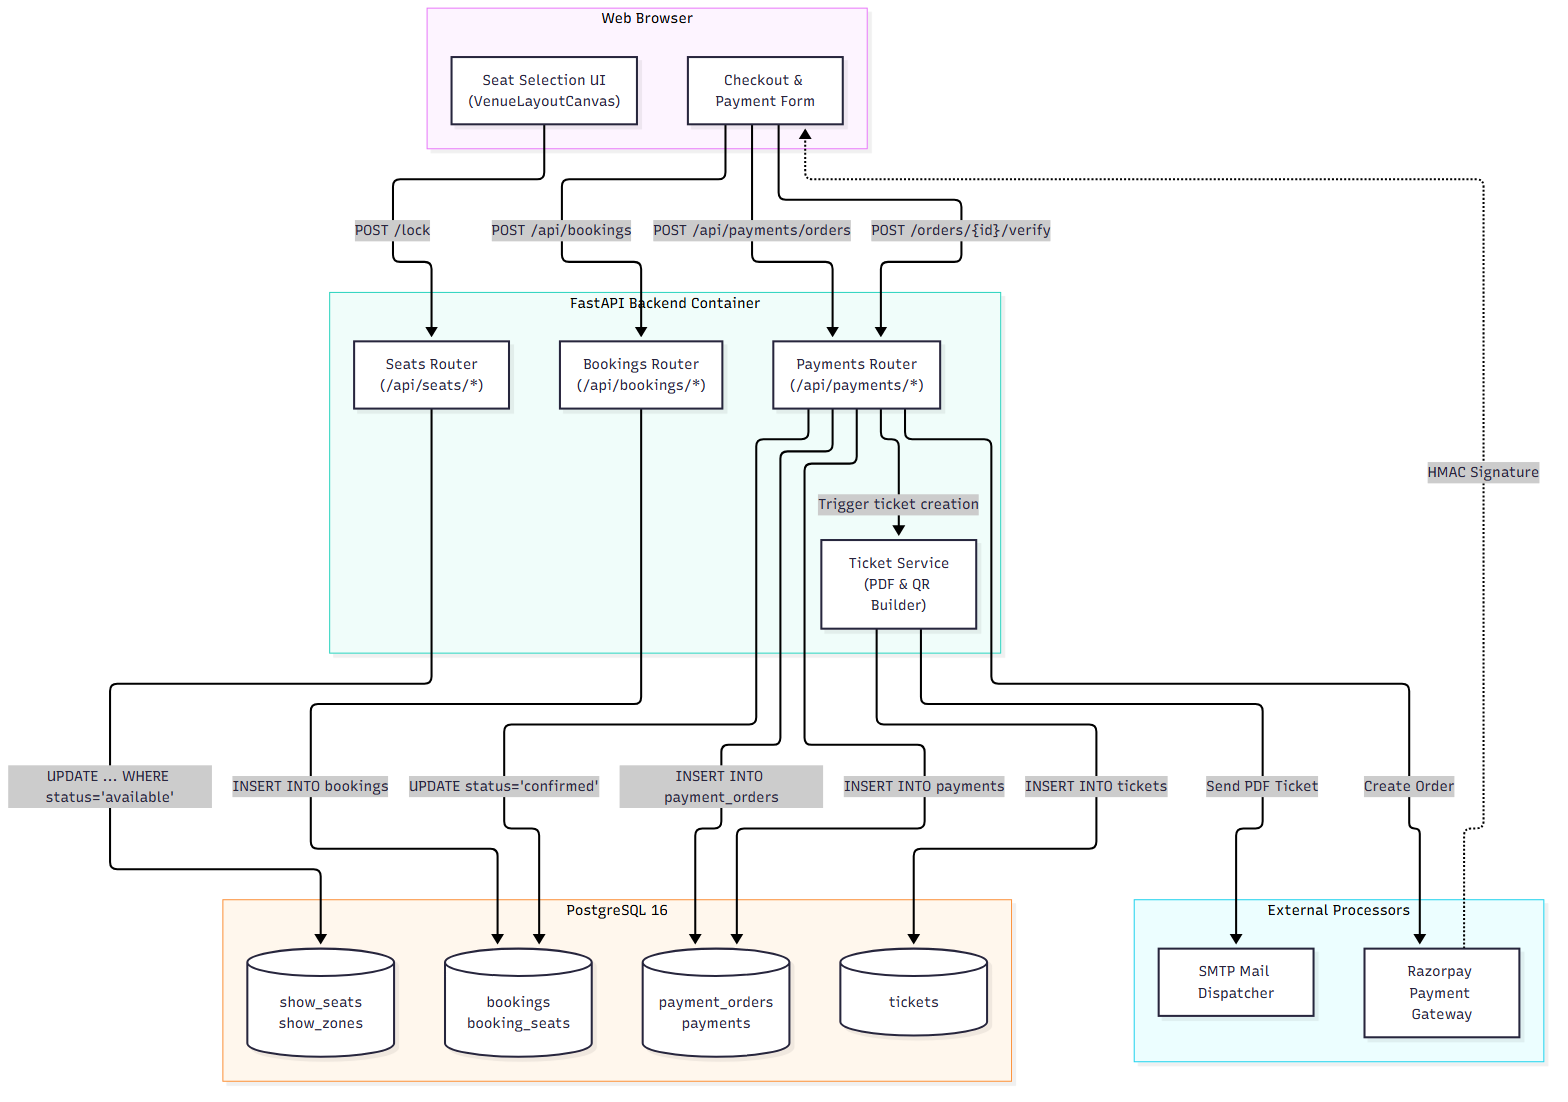 Web Browser
Seat Selection UI
(VenueLayoutCanvas)
Checkout &
Payment Form
POST /lock
POST /api/bookings
POST /api/payments/orders
POST /orders/{id}/verify
FastAPI Backend Container
Seats Router
(/api/seats/*)
Bookings Router
(/api/bookings/*)
Payments Router
(/api/payments/*)
HMAC Signature
Trigger ticket creation
Ticket Service
(PDF & QR
Builder)
UPDATE ... WHERE
status='available'
INSERT INTO bookings
UPDATE status='confirmed'
INSERT INTO
payment_orders
INSERT INTO payments
INSERT INTO tickets
Send PDF Ticket
Create Order
PostgreSQL 16
show_seats
show_zones
bookings
booking_seats
payment_orders
payments
tickets
External Processors
SMTP Mail
Dispatcher
Razorpay
Payment
Gateway